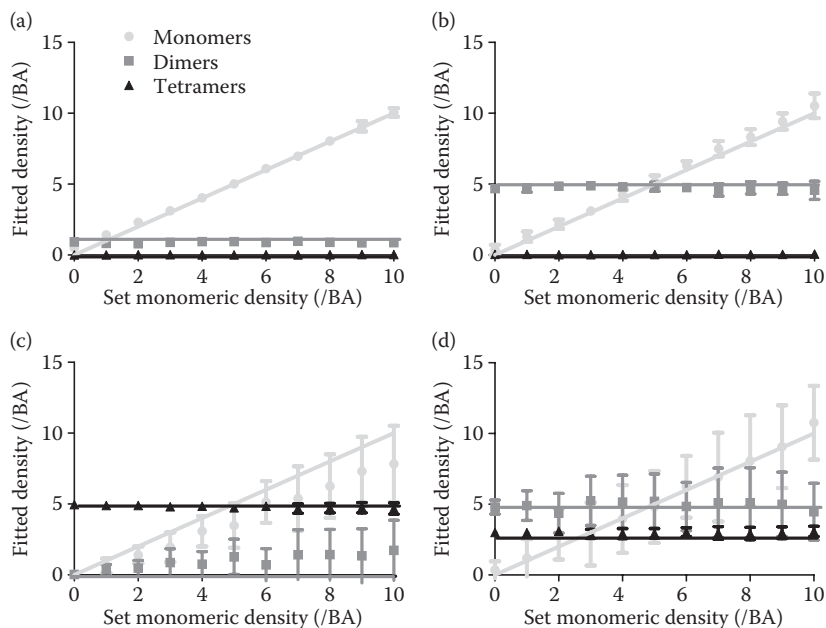 (a)
15
Monomers
Dimers
Tetramers
10
5
0
Fitted density (/BA)
0 2 4 6 8 10
Set monomeric density (/BA)
(b)
15
10
5
0
Fitted density (/BA)
0 2 4 6 8 10
Set monomeric density (/BA)
(c)
15
10
5
0
Fitted density (/BA)
0 2 4 6 8 10
Set monomeric density (/BA)
(d)
15
10
5
0
Fitted density (/BA)
0 2 4 6 8 10
Set monomeric density (/BA)